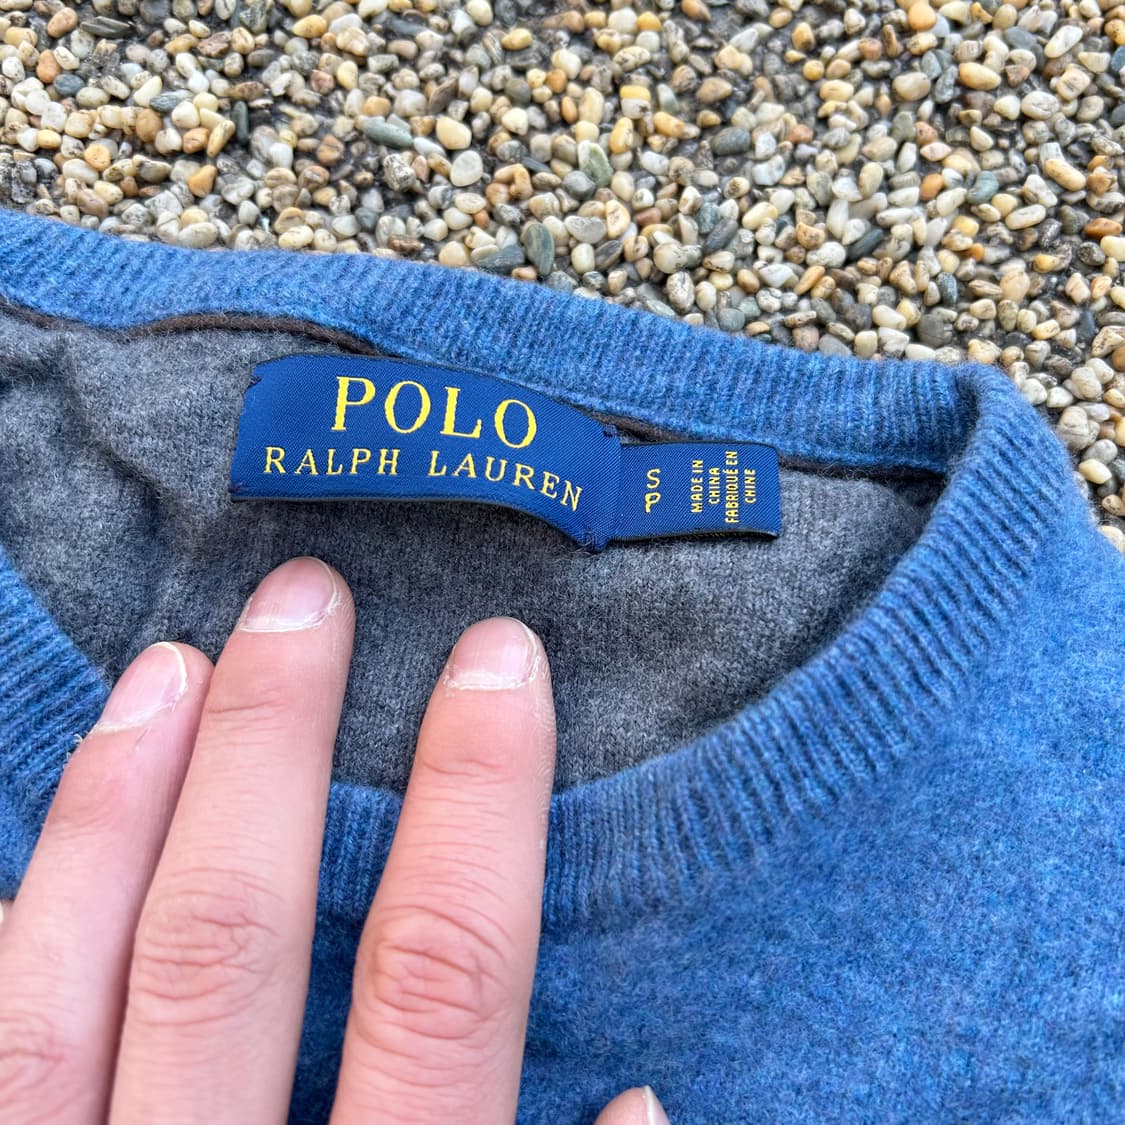 POLO
RALPH LAUREN
S
P
MADE IN
CHINA
FABRIQUÉ EN
CHINE